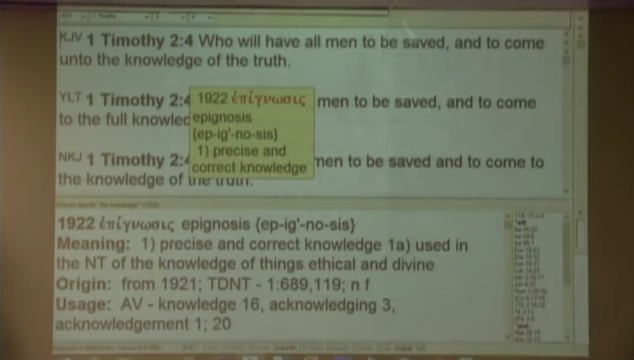 KJV 1 Timothy 2:4 Who will have all men to be saved, and to come
unto the knowledge of the truth.
YLT 1 Timothy 2:4 men to be saved, and to come
to the full knowled
NKJ 1 Timothy 2:4 men to be saved and to come to
the knowledge of the truth.
1922 ἐπίγνωσις
epignosis
{ep-ig'-no-sis}
1) precise and
correct knowledge
1922 ἐπίγνωσις epignosis {ep-ig'-no-sis}
Meaning: 1) precise and correct knowledge 1a) used in
the NT of the knowledge of things ethical and divine
Origin: from 1921; TDNT - 1:689,119; n f
Usage: AV - knowledge 16, acknowledging 3,
acknowledgement 1; 20